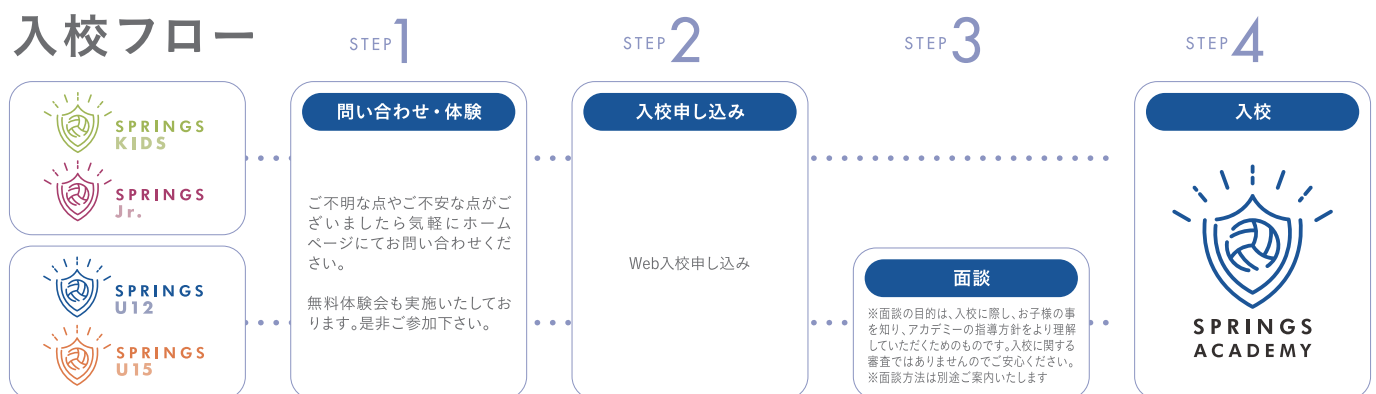 入校フロー
STEP 1
STEP 2
STEP 3
STEP 4
SPRINGS
KIDS
SPRINGS
Jr.
SPRINGS
U12
SPRINGS
U15
問い合わせ・体験
ご不明な点やご不安な点がご
ざいましたら気軽にホーム
ページにてお問い合わせくだ
さい。
無料体験会も実施いたしてお
ります。是非ご参加下さい。
入校申し込み
Web入校申し込み
面談
※面談の目的は、入校に際し、お子様の事
を知り、アカデミーの指導方針をより理解
していただくためのものです。入校に関する
審査ではありませんのでご安心ください。
※面談方法は別途ご案内いたします
入校
SPRINGS
ACADEMY